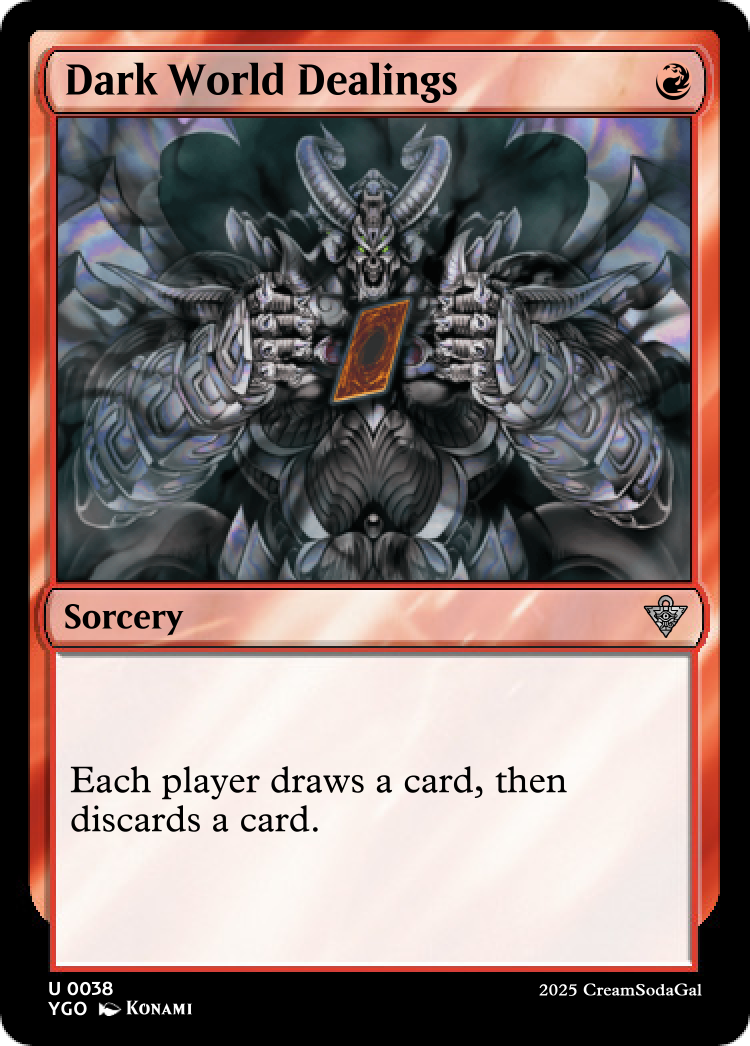 Dark World Dealings
Sorcery
Each player draws a card, then
discards a card.
U 0038
YGO KONAMI
2025 CreamSodaGal